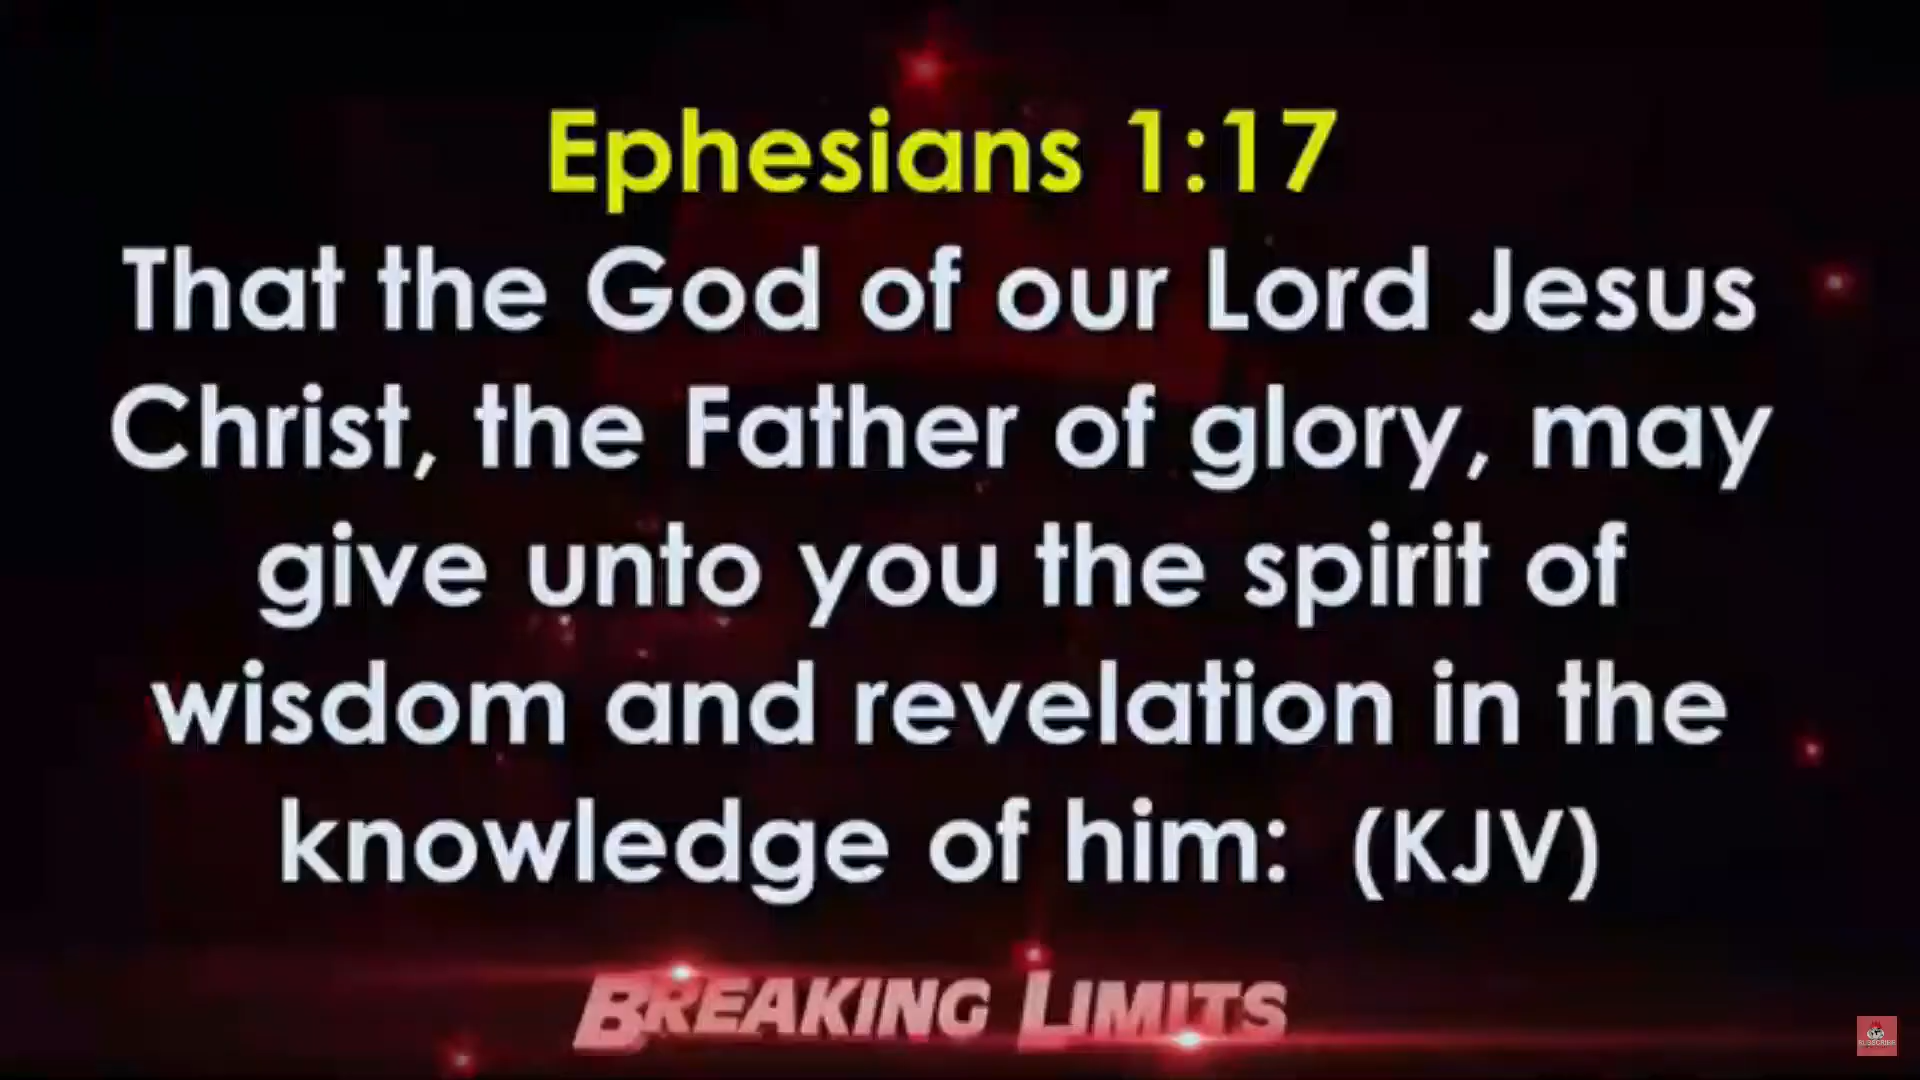 Ephesians 1:17
That the God of our Lord Jesus
Christ, the Father of glory, may
give unto you the spirit of
wisdom and revelation in the
knowledge of him:  (KJV)
BREAKING LIMITS